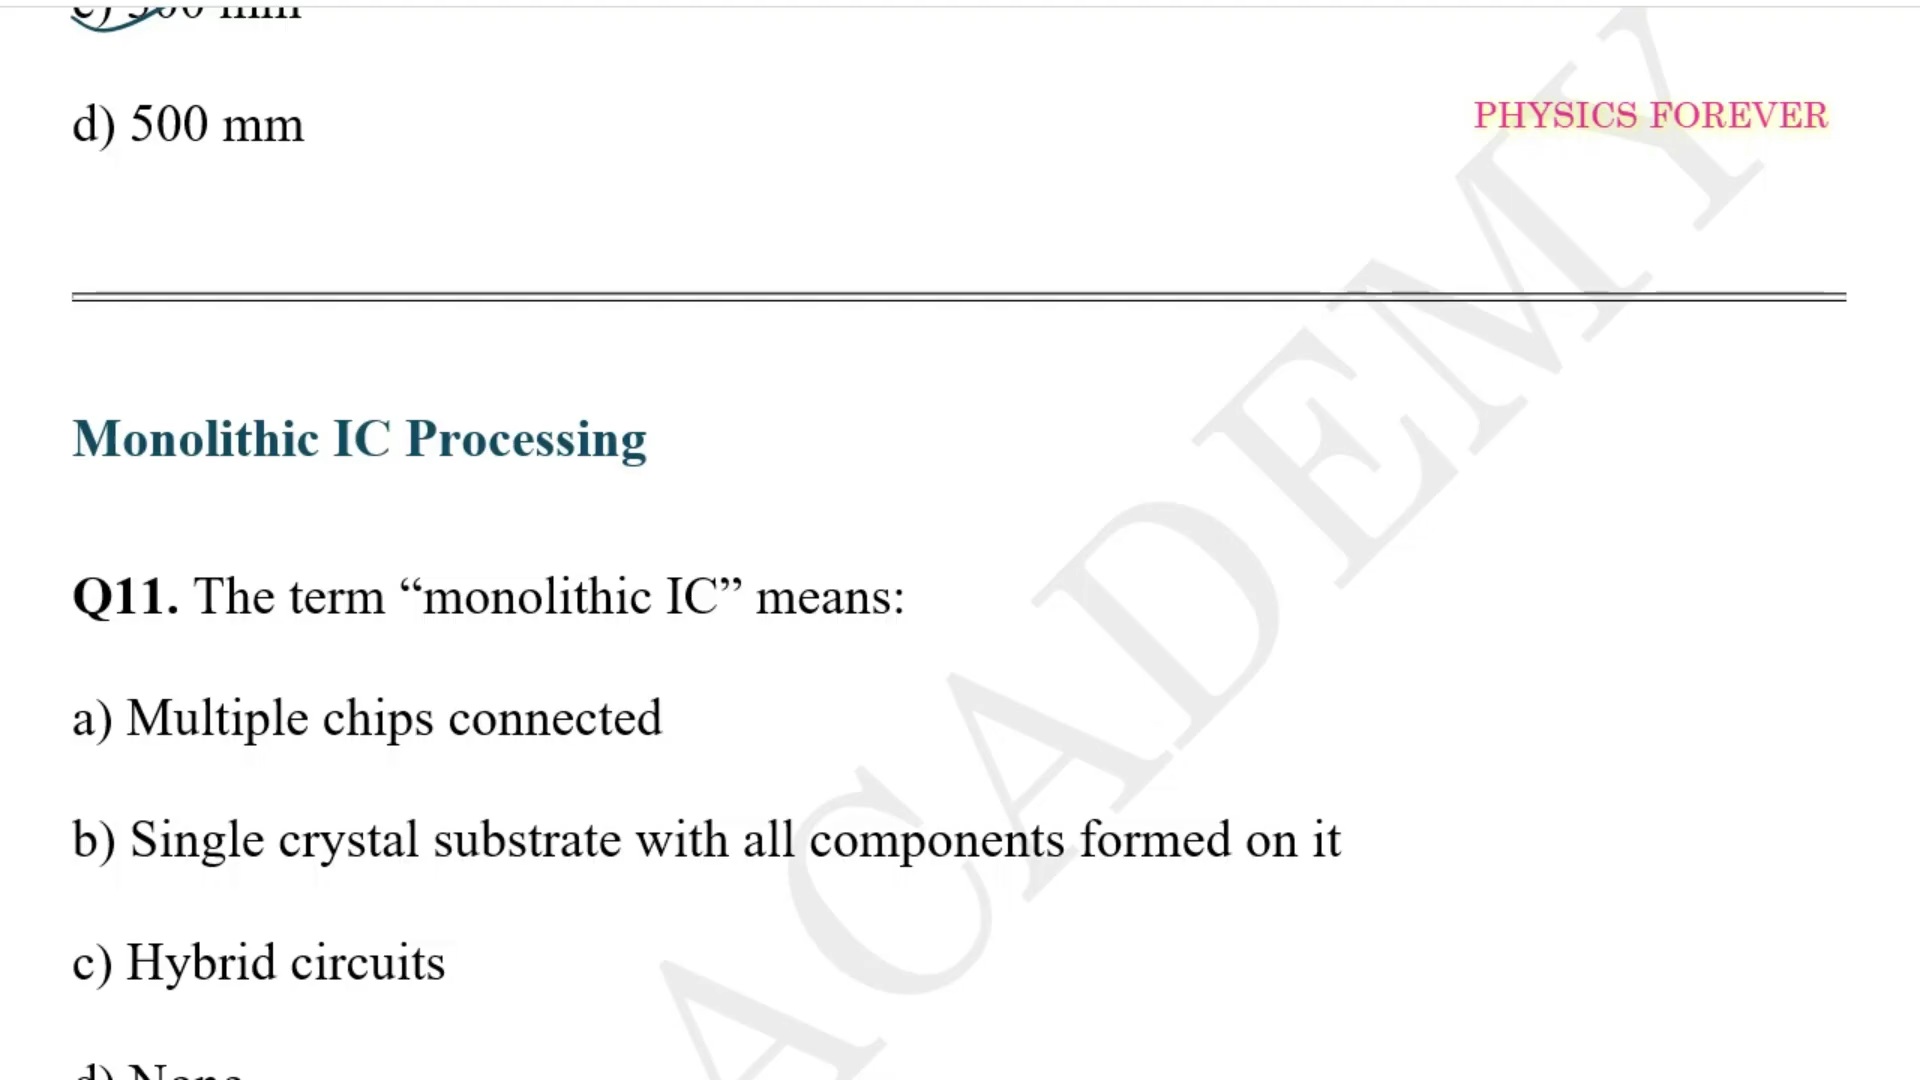 d) 500 mm
PHYSICS FOREVER
Monolithic IC Processing
Q11. The term “monolithic IC” means:
a) Multiple chips connected
b) Single crystal substrate with all components formed on it
c) Hybrid circuits
d) None
ACADEMY